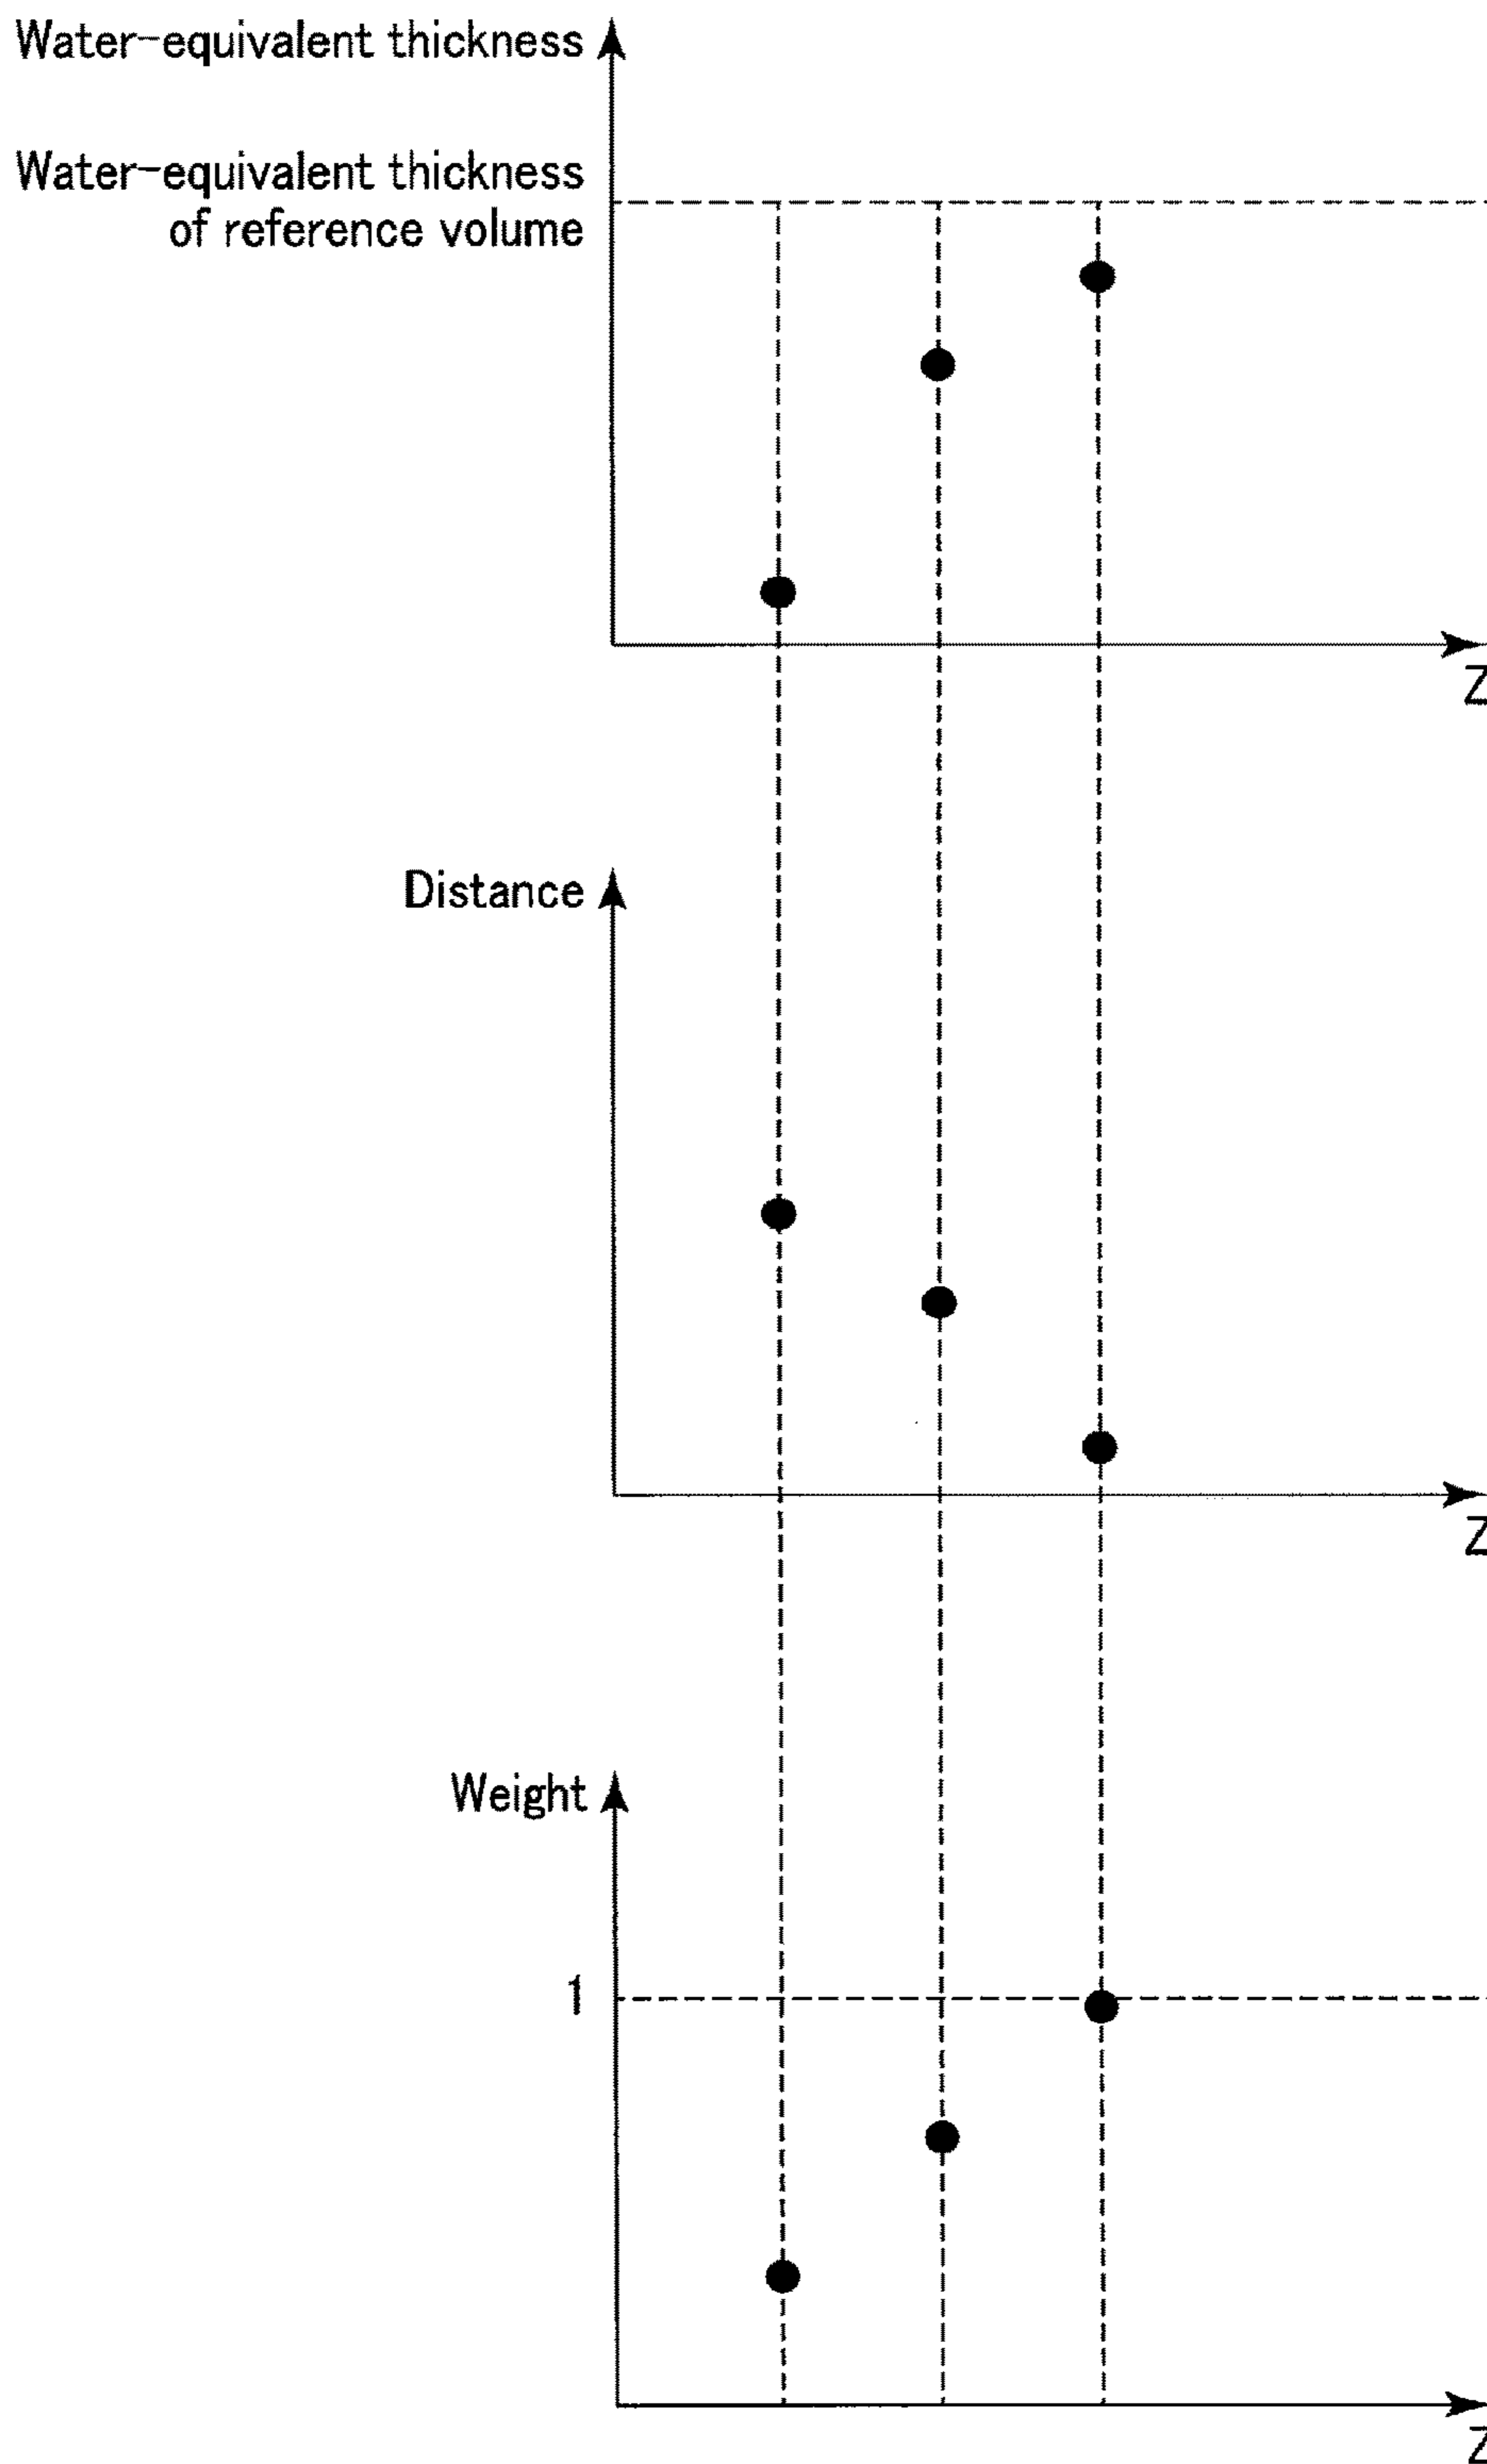 Water-equivalent thickness
Water-equivalent thickness
of reference volume
Z
Distance
Z
Weight
1
Z